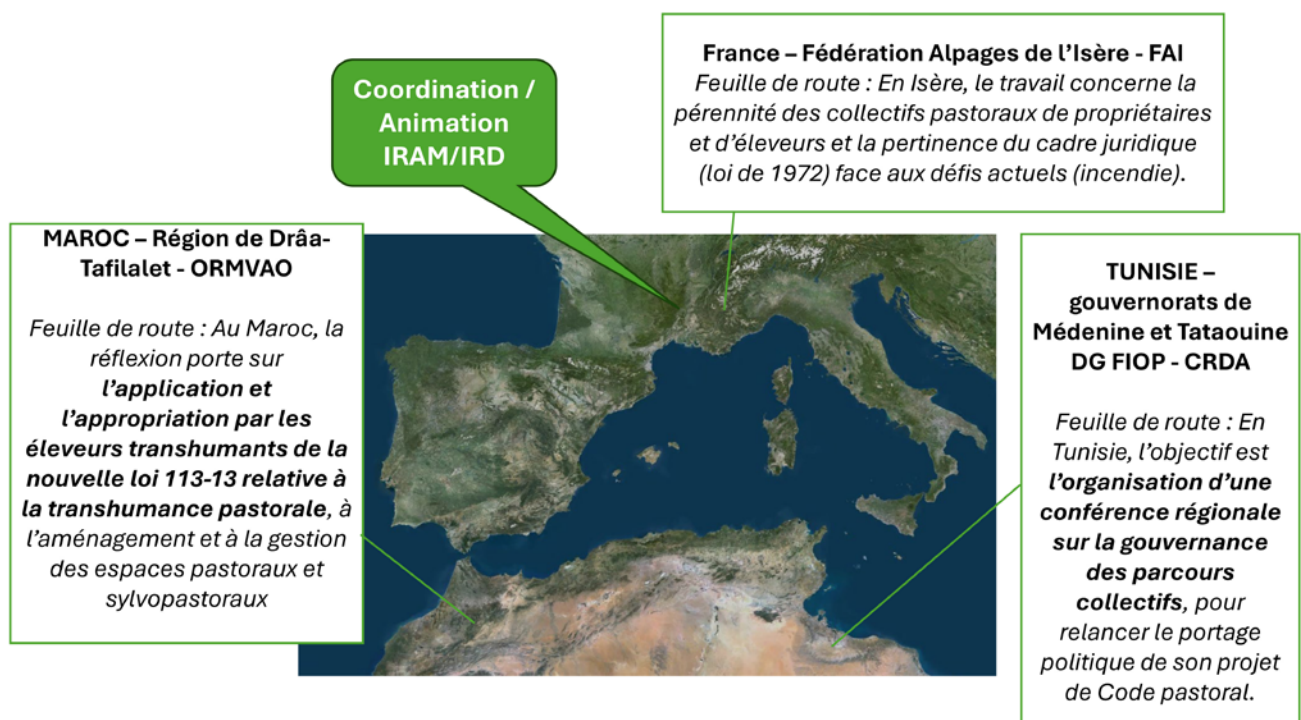 France – Fédération Alpages de l'Isère - FAI
Feuille de route : En Isère, le travail concerne la
pérennité des collectifs pastoraux de propriétaires
et d'éleveurs et la pertinence du cadre juridique
(loi de 1972) face aux défis actuels (incendie).
Coordination /
Animation
IRAM/IRD
MAROC – Région de Drâa-
Tafilalet - ORMVAO
Feuille de route : Au Maroc, la
réflexion porte sur
l'application et
l'appropriation par les
éleveurs transhumants de la
nouvelle loi 113-13 relative à
la transhumance pastorale, à
l'aménagement et à la gestion
des espaces pastoraux et
sylvopastoraux
TUNISIE –
gouvernorats de
Médenine et Tataouine
DG FIOP - CRDA
Feuille de route : En
Tunisie, l'objectif est
l'organisation d'une
conférence régionale
sur la gouvernance
des parcours
collectifs, pour
relancer le portage
politique de son projet
de Code pastoral.